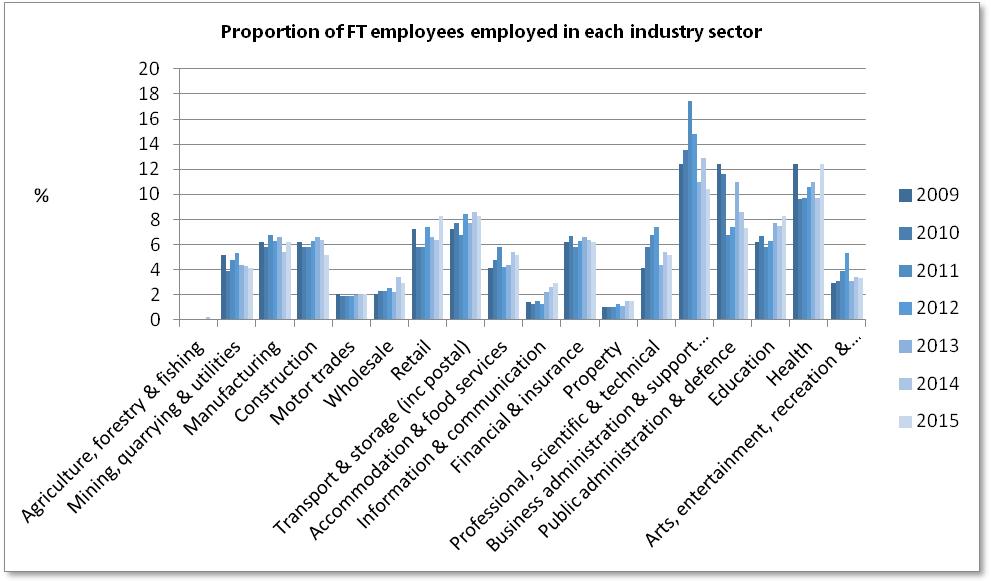 Proportion of FT employees employed in each industry sector
20
18
16
14
12
10
8
6
4
2
0
%
Agriculture, forestry & fishing
Mining, quarrying & utilities
Manufacturing
Construction
Motor trades
Wholesale
Retail
Transport & storage (inc postal)
Accommodation & food services
Information & communication
Financial & insurance
Property
Professional, scientific & technical
Business administration & support...
Public administration & defence
Education
Health
Arts, entertainment, recreation &...
2009
2010
2011
2012
2013
2014
2015